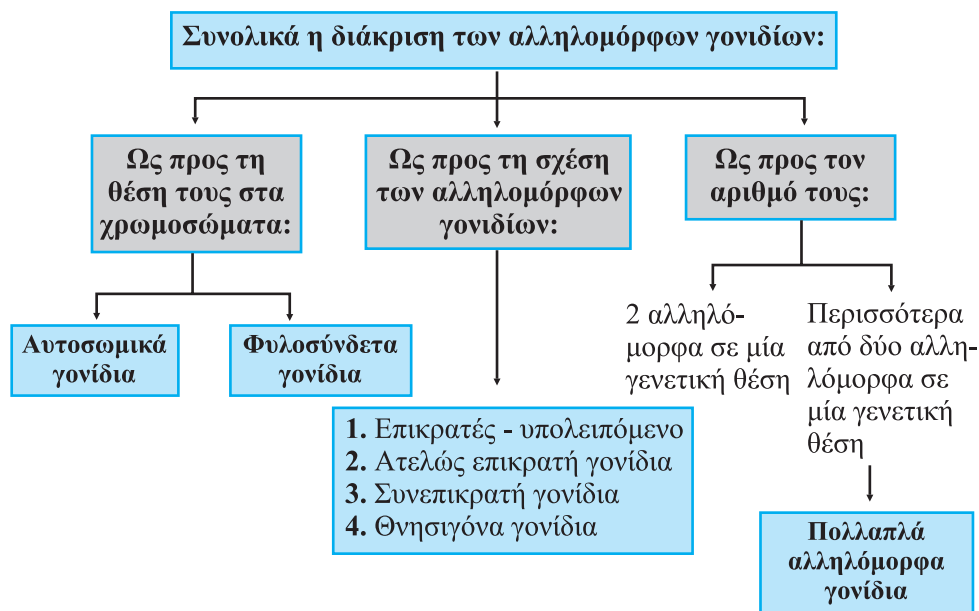 Συνολικά η διάκριση των αλληλομόρφων γονιδίων:
Ως προς τη
θέση τους στα
χρωμοσώματα:
Ως προς τη σχέση
των αλληλομόρφων
γονιδίων:
Ως προς τον
αριθμό τους:
Αυτοσωμικά
γονίδια
Φυλοσύνδετα
γονίδια
1. Επικρατές - υπολειπόμενο
2. Ατελώς επικρατή γονίδια
3. Συνεπικρατή γονίδια
4. Θνησιγόνα γονίδια
2 αλληλό-
μορφα σε μία
γενετική θέση
Περισσότερα
από δύο αλλη-
λόμορφα σε
μία γενετική
θέση
Πολλαπλά
αλληλόμορφα
γονίδια